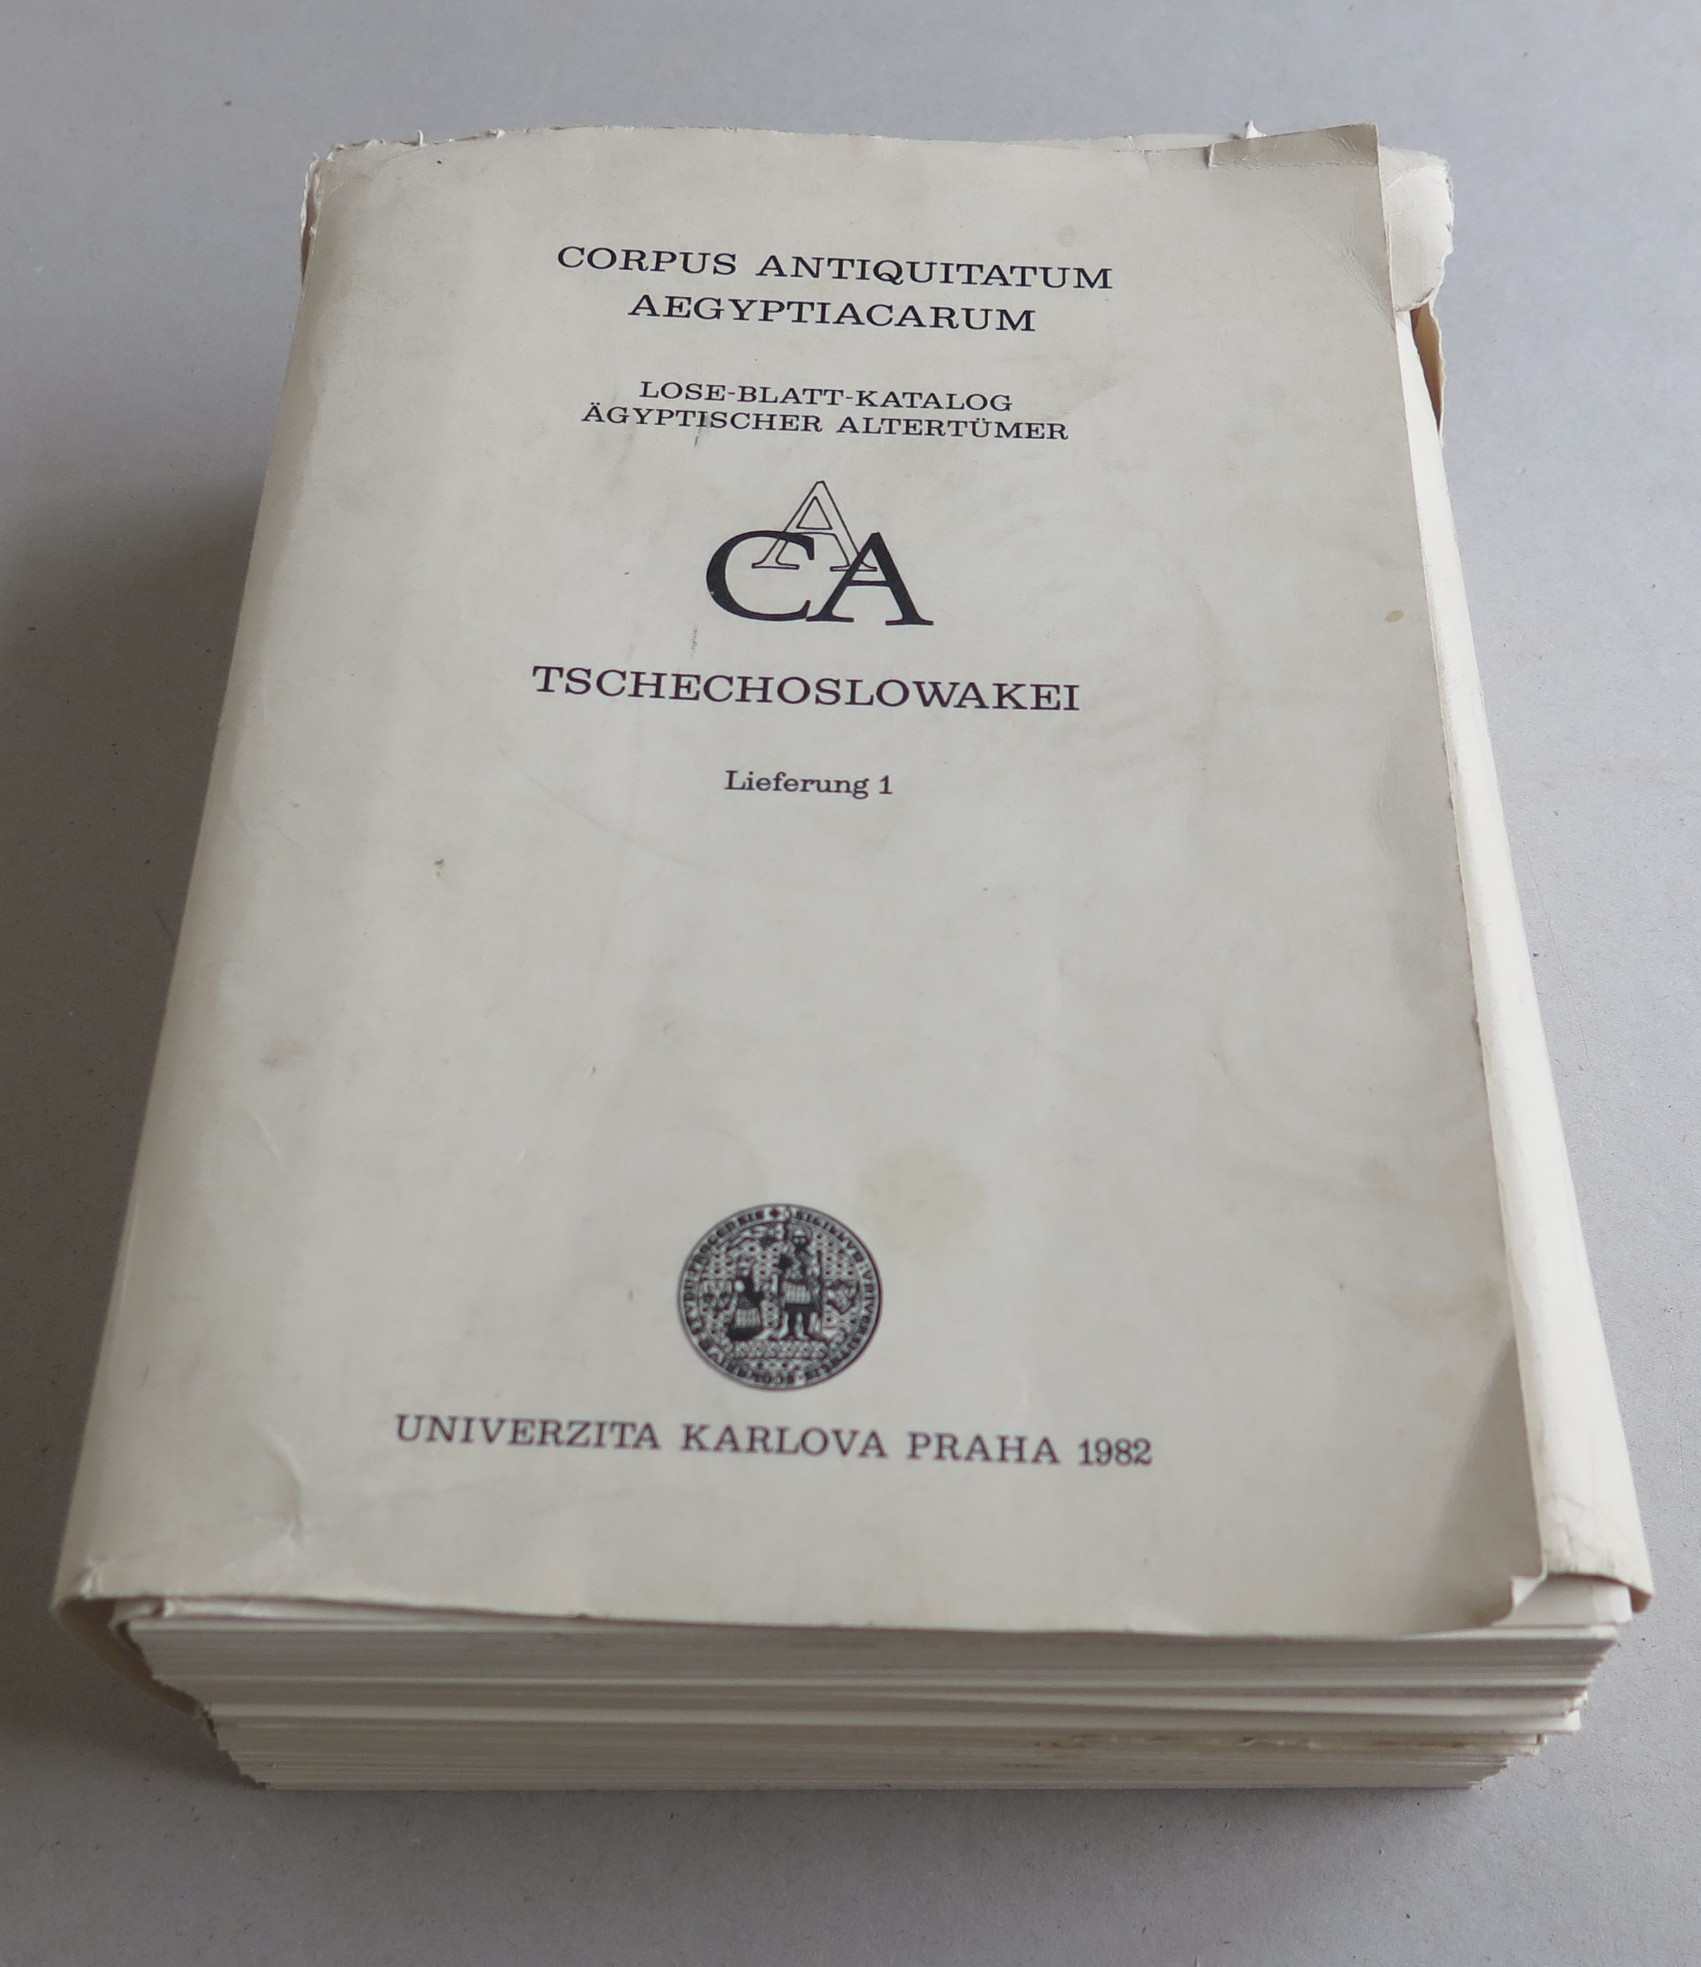 CORPUS ANTIQUITATUM
AEGYPTIACARUM
LOSE-BLATT-KATALOG
ÄGYPTISCHER ALTERTÜMER
CAA
TSCHECHOSLOWAKEI
Lieferung 1
UNIVERZITA KARLOVA PRAHA 1982